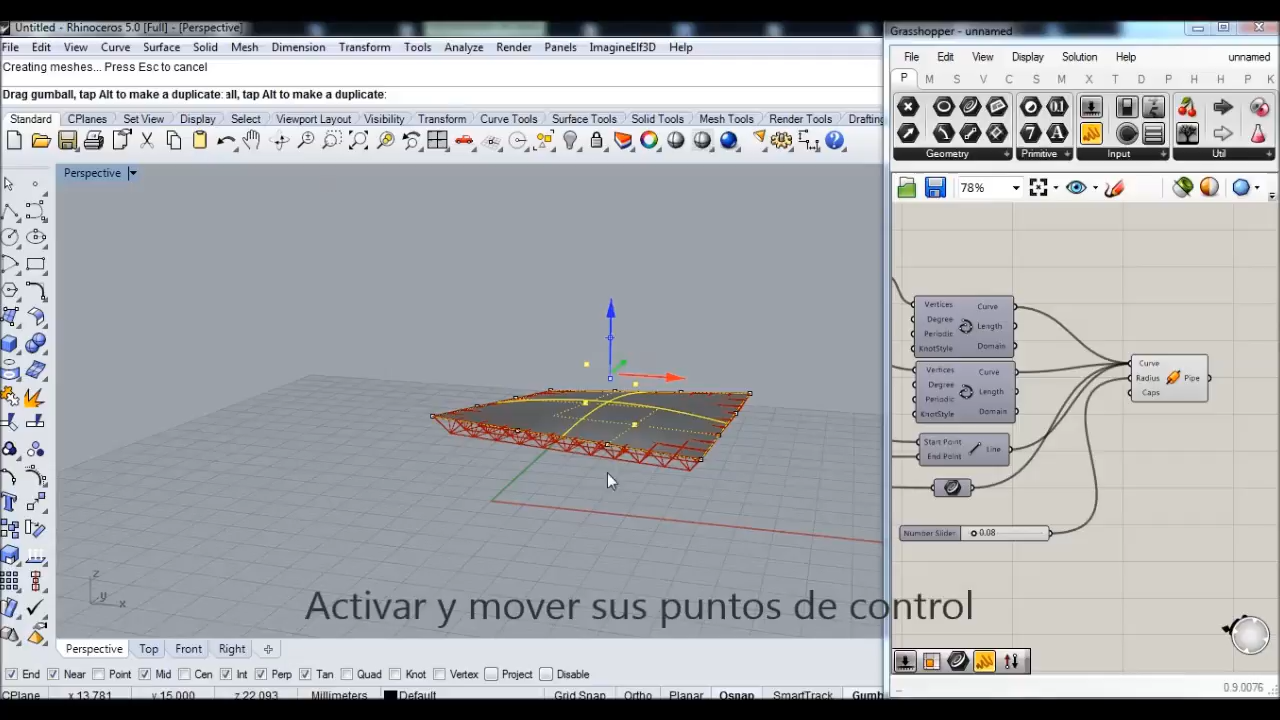 Untitled - Rhinoceros 5.0 [Full] - [Perspective]
File Edit View Curve Surface Solid Mesh Dimension Transform Tools Analyze Render Panels ImagineElf3D Help
Creating meshes... Press Esc to cancel
Drag gumball, tap Alt to make a duplicate: all, tap Alt to make a duplicate:
Standard CPlanes Set View Display Select Viewport Layout Visibility Transform Curve Tools Surface Tools Solid Tools Mesh Tools Render Tools Drafting
Perspective
z
y
x
Activar y mover sus puntos de control
Perspective Top Front Right
End Near Point Mid Cen Int Perp Tan Quad Knot Vertex Project Disable
CPlane x 13.781 y 15.000 z 22.093 Millimeters Default Grid Snap Ortho Planar Osnap SmartTrack Gumb
Grasshopper - unnamed
File Edit View Display Solution Help unnamed
P M S V C S M X T D P H H P K
Geometry Primitive Input Util
78%
Vertices Curve
Degree Length
Periodic
KnotStyle Domain
Vertices Curve
Degree Length
Periodic
KnotStyle Domain
Start Point Line
End Point
Number Slider 0.08
Curve
Radius Pipe
Caps
0.9.0076